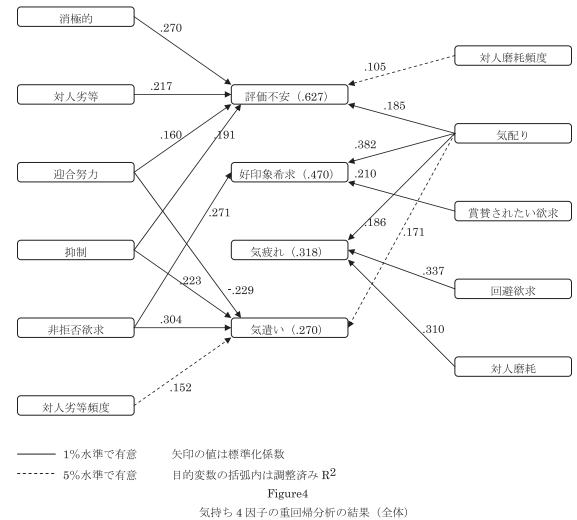 消極的
.270
対人磨耗頻度
.105
対人劣等
.217
評価不安（.627）
.185
.160
.191
気配り
.382
迎合努力
好印象希求（.470）
.210
賞賛されたい欲求
.271
.186
.171
抑制
気疲れ（.318）
.337
.223
-.229
回避欲求
非拒否欲求
.304
気遣い（.270）
.310
対人磨耗
.152
対人劣等頻度
1%水準で有意 矢印の値は標準化係数
5%水準で有意 目的変数の括弧内は調整済み R2
Figure4
気持ち 4 因子の重回帰分析の結果（全体）